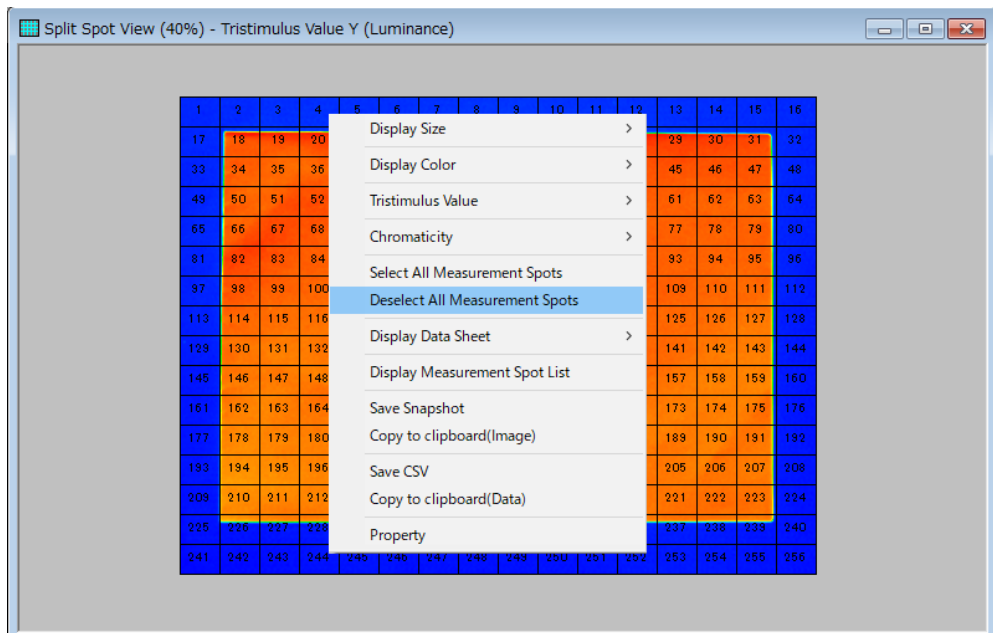 Split Spot View (40%) - Tristimulus Value Y (Luminance)
1 2 3 4 5 6 7 8 9 10 11 12 13 14 15 16
Display Size
17 18 19 20 29 30 31 32
Display Color
33 34 35 36 45 46 47 48
Tristimulus Value
49 50 51 52 61 62 63 64
Chromaticity
65 66 67 68 77 78 79 80
81 82 83 84 93 94 95 96
Select All Measurement Spots
97 98 99 100 109 110 111 112
Deselect All Measurement Spots
113 114 115 116 125 126 127 128
Display Data Sheet
129 130 131 132 141 142 143 144
Display Measurement Spot List
145 146 147 148 157 158 159 160
Save Snapshot
161 162 163 164 173 174 175 176
Copy to clipboard(Image)
177 178 179 180 189 190 191 192
Save CSV
193 194 195 196 205 206 207 208
Copy to clipboard(Data)
209 210 211 212 221 222 223 224
Property
225 226 227 228 237 238 239 240
241 242 243 244 245 246 247 248 249 250 251 252 253 254 255 256